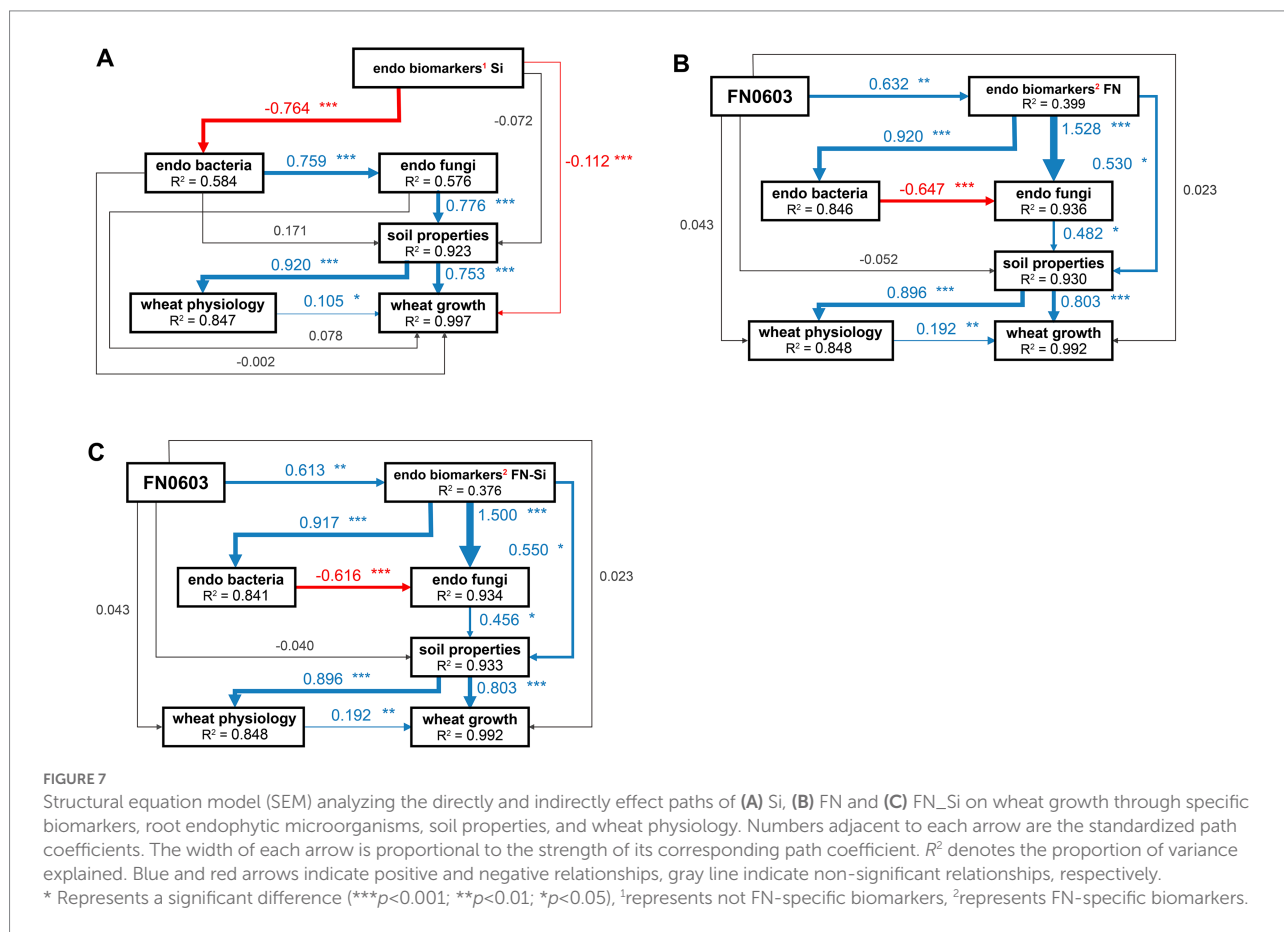 A
endo biomarkers¹ Si
-0.764 ***
-0.072
-0.112 ***
endo bacteria
R² = 0.584
0.759 ***
endo fungi
R² = 0.576
0.776 ***
0.171
soil properties
R² = 0.923
0.920 ***
0.753 ***
wheat physiology
R² = 0.847
0.105 *
wheat growth
R² = 0.997
0.078
-0.002
B
FN0603
0.632 **
endo biomarkers² FN
R² = 0.399
0.920 ***
1.528 ***
0.530 *
endo bacteria
R² = 0.846
-0.647 ***
endo fungi
R² = 0.936
0.023
0.043
0.482 *
-0.052
soil properties
R² = 0.930
0.896 ***
0.803 ***
wheat physiology
R² = 0.848
0.192 **
wheat growth
R² = 0.992
C
FN0603
0.613 **
endo biomarkers² FN-Si
R² = 0.376
0.917 ***
1.500 ***
0.550 *
endo bacteria
R² = 0.841
-0.616 ***
endo fungi
R² = 0.934
0.023
0.043
0.456 *
-0.040
soil properties
R² = 0.933
0.896 ***
0.803 ***
wheat physiology
R² = 0.848
0.192 **
wheat growth
R² = 0.992
FIGURE 7
Structural equation model (SEM) analyzing the directly and indirectly effect paths of (A) Si, (B) FN and (C) FN_Si on wheat growth through specific
biomarkers, root endophytic microorganisms, soil properties, and wheat physiology. Numbers adjacent to each arrow are the standardized path
coefficients. The width of each arrow is proportional to the strength of its corresponding path coefficient. R² denotes the proportion of variance
explained. Blue and red arrows indicate positive and negative relationships, gray line indicate non-significant relationships, respectively.
* Represents a significant difference (***p<0.001; **p<0.01; *p<0.05), ¹represents not FN-specific biomarkers, ²represents FN-specific biomarkers.